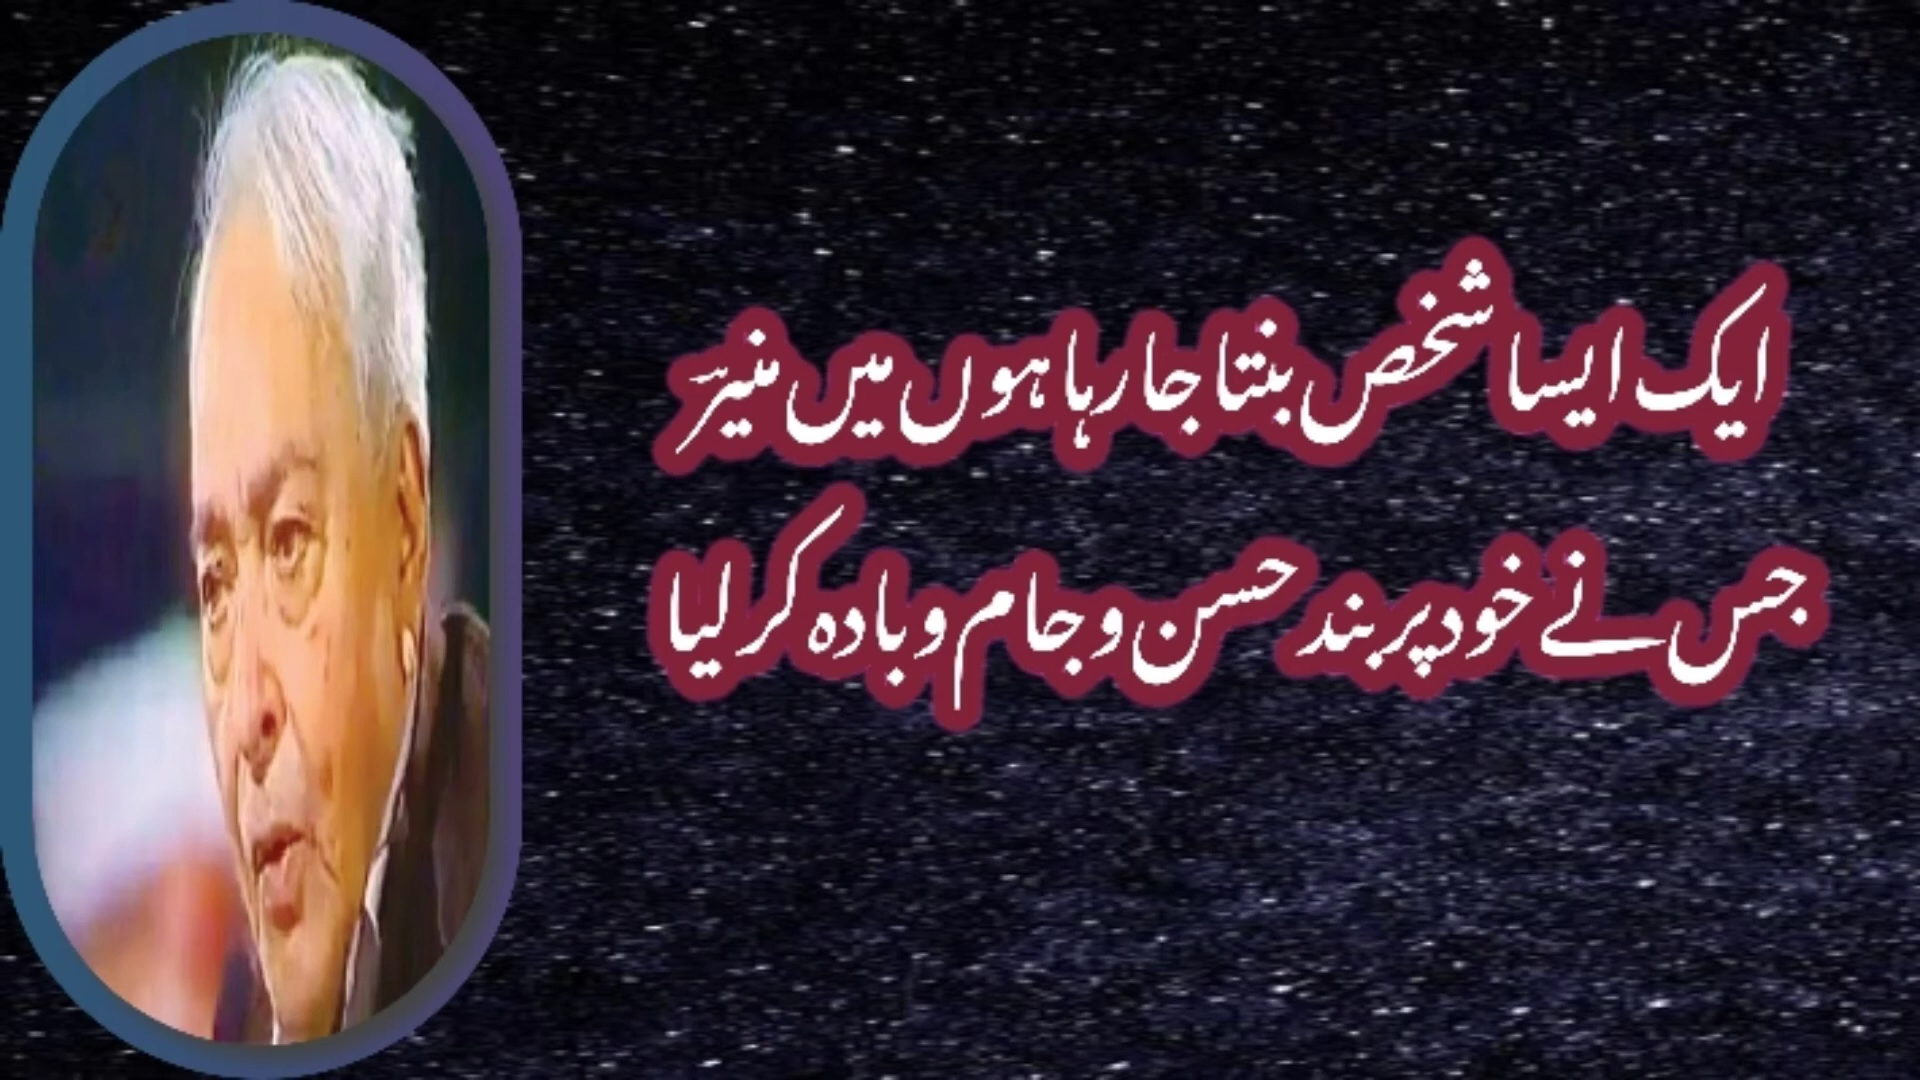 ایک ایسا شخص بنتا جا رہا ہوں میں منیرؔ
جس نے خود پر بند حسن و جام و بادہ کر لیا